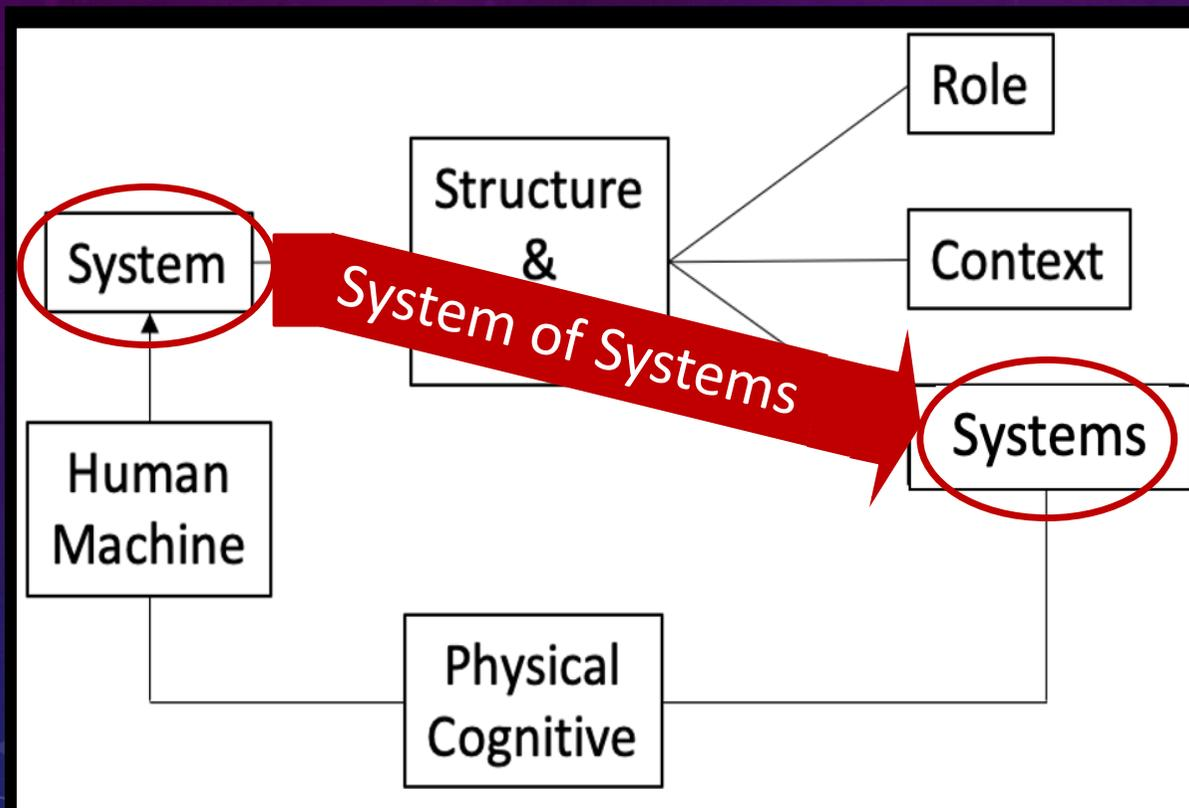 Role
Structure
&
System
Context
System of Systems
Systems
Human
Machine
Physical
Cognitive